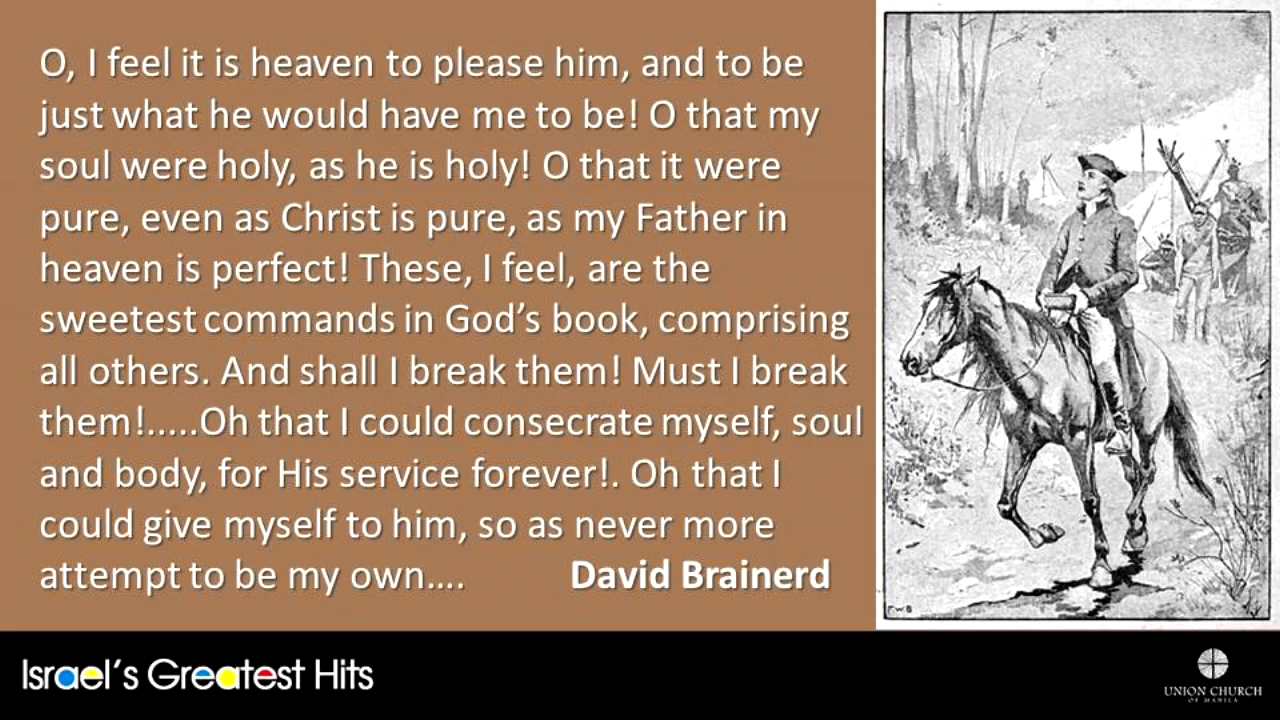 O, I feel it is heaven to please him, and to be
just what he would have me to be! O that my
soul were holy, as he is holy! O that it were
pure, even as Christ is pure, as my Father in
heaven is perfect! These, I feel, are the
sweetest commands in God’s book, comprising
all others. And shall I break them! Must I break
them!.....Oh that I could consecrate myself, soul
and body, for His service forever!. Oh that I
could give myself to him, so as never more
attempt to be my own.... David Brainerd
F.W.B
Israel’s Greatest Hits
UNION CHURCH
OF MANILA